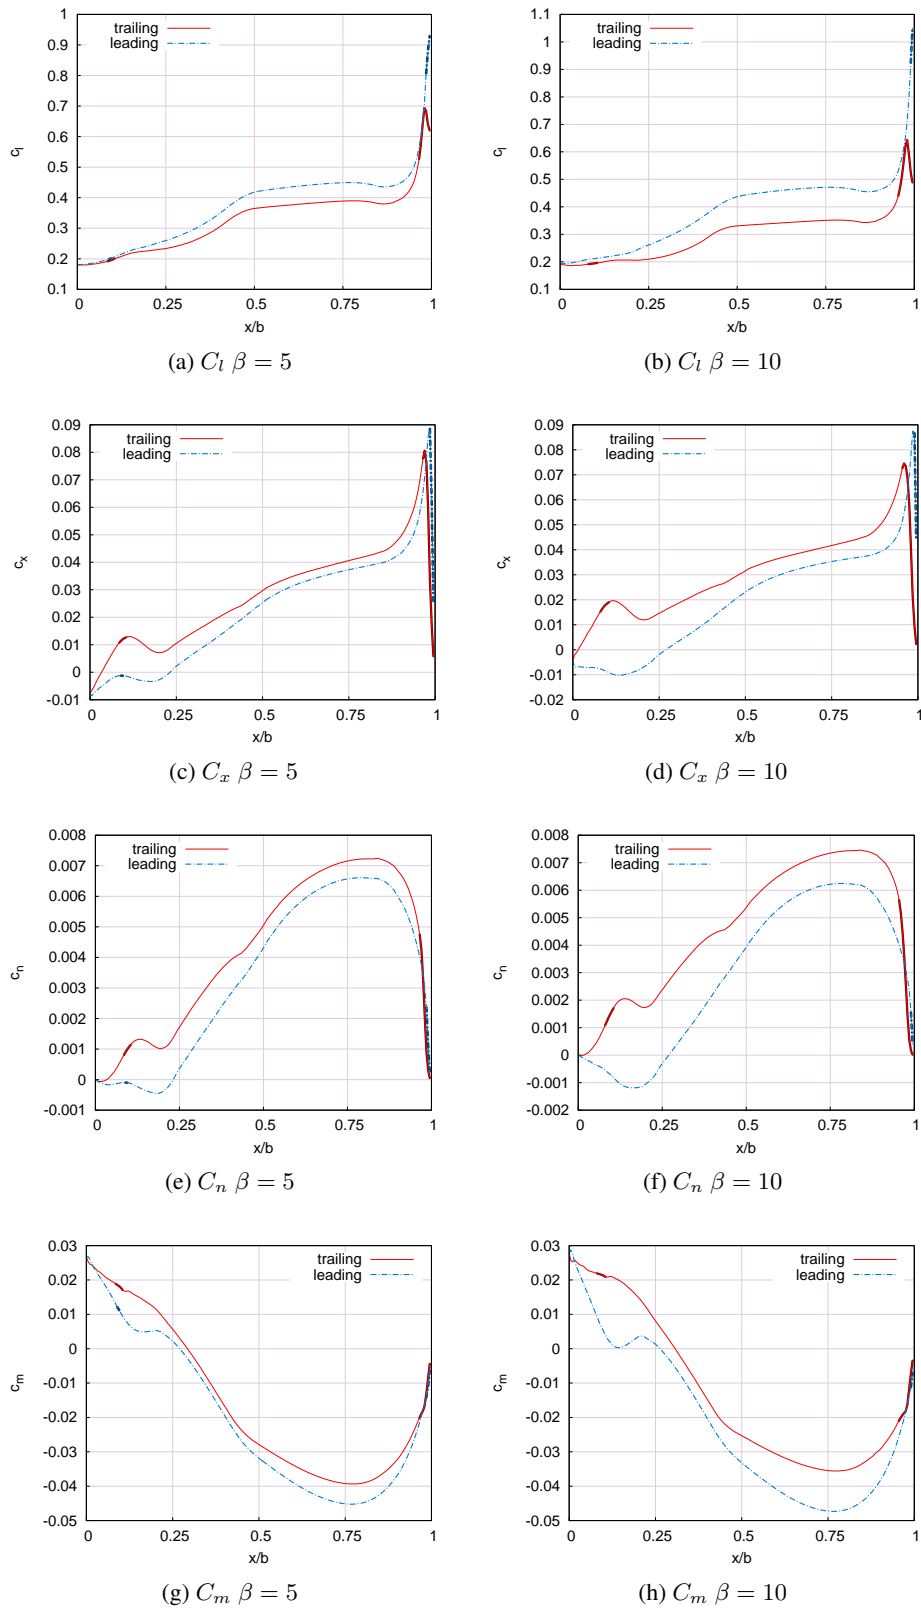 1
0.9
0.8
0.7
0.6
0.5
0.4
0.3
0.2
0.1
0 0.25 0.5 0.75 1
c_l
x/b
trailing
leading
(a) C_l β = 5
1.1
1
0.9
0.8
0.7
0.6
0.5
0.4
0.3
0.2
0.1
0 0.25 0.5 0.75 1
c_l
x/b
trailing
leading
(b) C_l β = 10
0.09
0.08
0.07
0.06
0.05
0.04
0.03
0.02
0.01
0
-0.01
0 0.25 0.5 0.75 1
c_x
x/b
trailing
leading
(c) C_x β = 5
0.09
0.08
0.07
0.06
0.05
0.04
0.03
0.02
0.01
0
-0.01
-0.02
0 0.25 0.5 0.75 1
c_x
x/b
trailing
leading
(d) C_x β = 10
0.008
0.007
0.006
0.005
0.004
0.003
0.002
0.001
0
-0.001
0 0.25 0.5 0.75 1
c_n
x/b
trailing
leading
(e) C_n β = 5
0.008
0.007
0.006
0.005
0.004
0.003
0.002
0.001
0
-0.001
-0.002
0 0.25 0.5 0.75 1
c_n
x/b
trailing
leading
(f) C_n β = 10
0.03
0.02
0.01
0
-0.01
-0.02
-0.03
-0.04
-0.05
0 0.25 0.5 0.75 1
c_m
x/b
trailing
leading
(g) C_m β = 5
0.03
0.02
0.01
0
-0.01
-0.02
-0.03
-0.04
-0.05
0 0.25 0.5 0.75 1
c_m
x/b
trailing
leading
(h) C_m β = 10